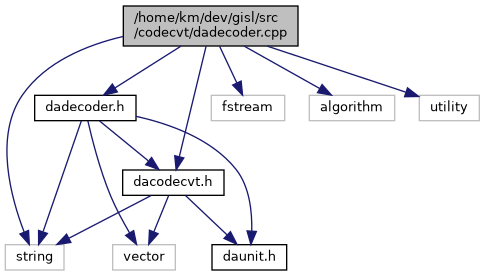 /home/km/dev/gisl/src
/codecvt/dadecoder.cpp
dadecoder.h
fstream
algorithm
utility
dacodecvt.h
string
vector
daunit.h